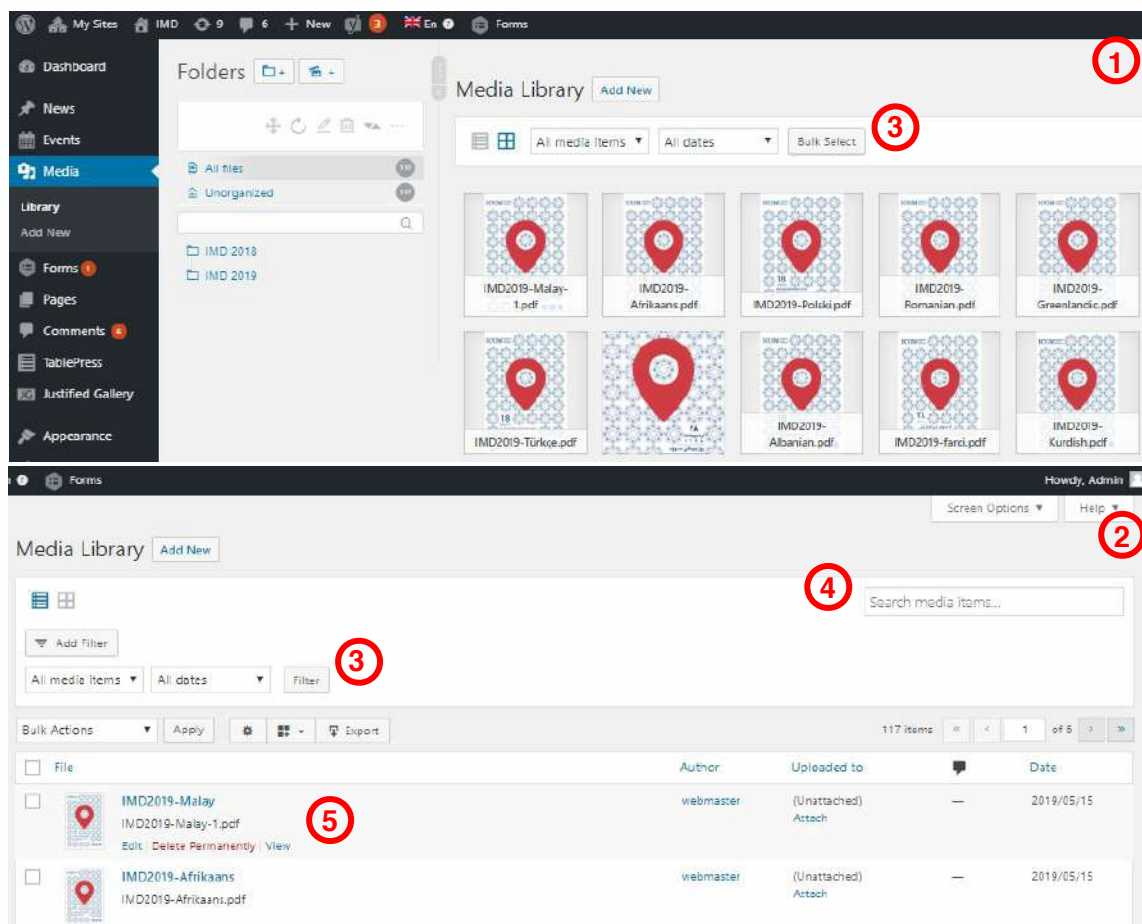 My Sites IMD 9 6 + New 3 En Forms
1
Dashboard
News
Events
Media
Library
Add New
Forms 1
Pages
Comments 6
TablePress
Justified Gallery
Appearance
Folders
All files
Unorganized
IMD 2018
IMD 2019
Media Library Add New
All media items All dates Bulk Select
3
IMD2019-Malay-1.pdf
IMD2019-Afrikaans.pdf
IMD2019-Polski.pdf
IMD2019-Romanian.pdf
IMD2019-Greenlandic.pdf
IMD2019-Türkçe.pdf
IMD2019-Albanian.pdf
IMD2019-farci.pdf
IMD2019-Kurdish.pdf
Forms Howdy, Admin
Screen Options Help
2
Media Library Add New
4
Search media items...
Add Filter
All media items All dates Filter
3
Bulk Actions Apply Export 117 items « ‹ 1 of 6 › »
File Author Uploaded to Date
IMD2019-Malay webmaster (Unattached) — 2019/05/15
IMD2019-Malay-1.pdf Attach
5
Edit | Delete Permanently | View
IMD2019-Afrikaans webmaster (Unattached) — 2019/05/15
IMD2019-Afrikaans.pdf Attach